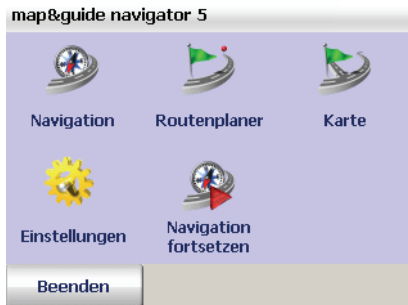 map&guide navigator 5
Navigation
Routenplaner
Karte
Einstellungen
Navigation
fortsetzen
Beenden